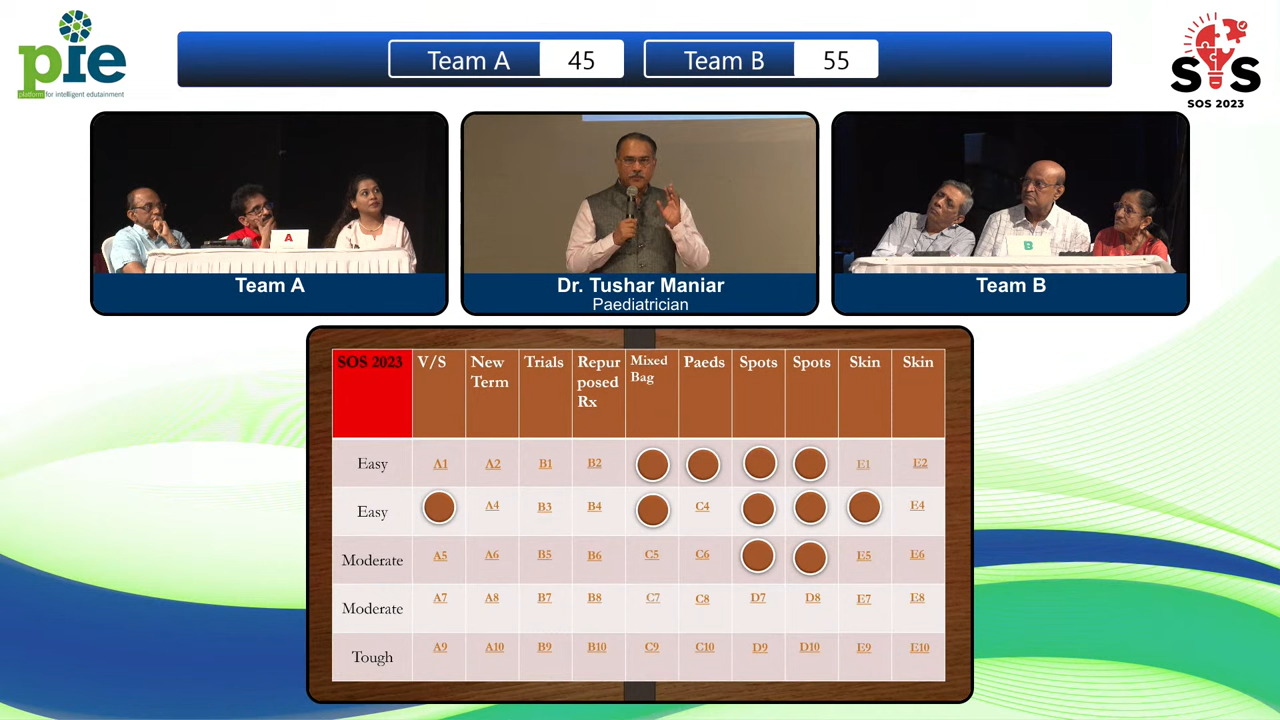 pie
platform for intelligent edutainment
Team A 45 Team B 55
SOS
SOS 2023
A
B
Team A
Dr. Tushar Maniar
Paediatrician
Team B
SOS 2023 V/S New Term Trials Repur posed Rx Mixed Bag Paeds Spots Spots Skin Skin
Easy A1 A2 B1 B2 E1 E2
Easy A4 B3 B4 C4 E4
Moderate A5 A6 B5 B6 C5 C6 E5 E6
Moderate A7 A8 B7 B8 C7 C8 D7 D8 E7 E8
Tough A9 A10 B9 B10 C9 C10 D9 D10 E9 E10